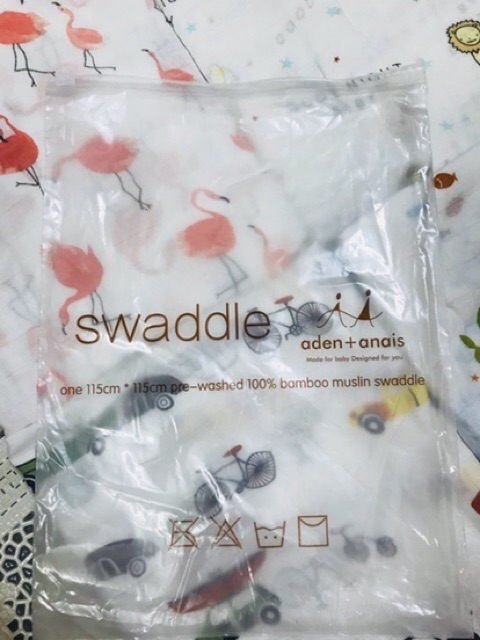 swaddle
aden+anais
Made for baby Designed for you
one 115cm * 115cm pre-washed 100% bamboo muslin swaddle